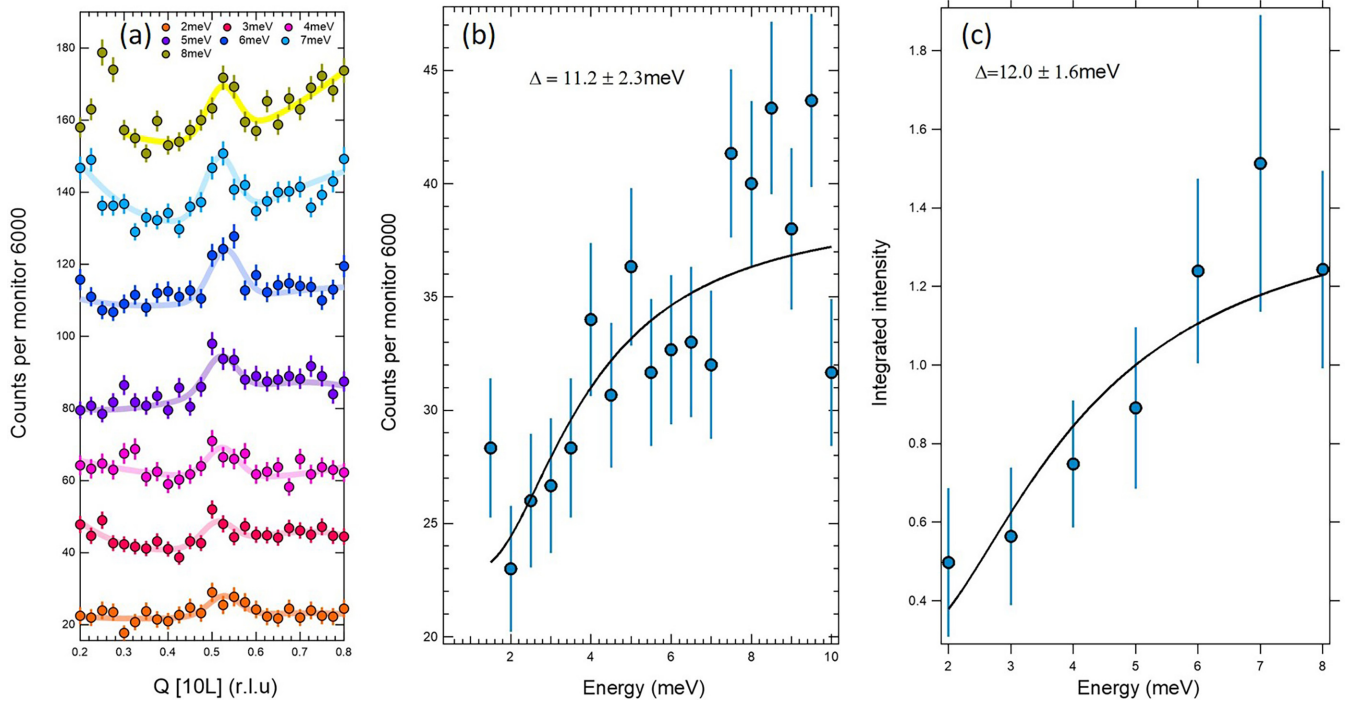 (a)
2meV 3meV 4meV
5meV 6meV 7meV
8meV
180
160
140
120
100
80
60
40
20
0.2 0.3 0.4 0.5 0.6 0.7 0.8
Q [10L] (r.l.u)
Counts per monitor 6000
(b)
Δ = 11.2 ± 2.3meV
45
40
35
30
25
20
2 4 6 8 10
Energy (meV)
Counts per monitor 6000
(c)
Δ=12.0 ± 1.6meV
1.8
1.6
1.4
1.2
1.0
0.8
0.6
0.4
2 3 4 5 6 7 8
Energy (meV)
Integrated intensity